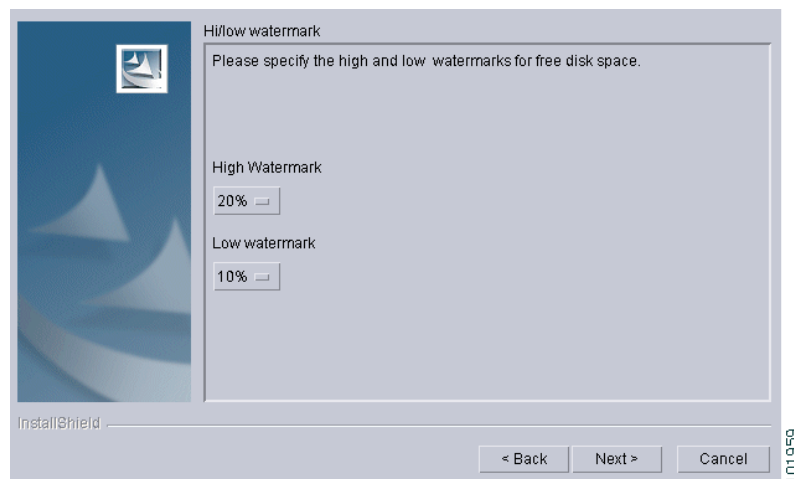 Hi/low watermark
Please specify the high and low watermarks for free disk space.
High Watermark
20%
Low watermark
10%
InstallShield
< Back
Next >
Cancel
01959